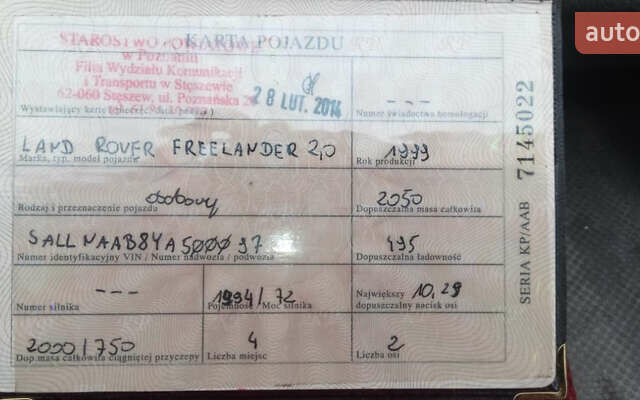 KARTA POJAZDU
auto
STAROSTWO POWIATOWE
w Poznaniu
Filia Wydziału Komunikacji
i Transportu w Stęszewie
62-060 Stęszew, ul. Poznańska
28 LUT. 2014
Wystawiający kartę
---
Numer świadectwa homologacji
LAND ROVER FREELANDER 2,0
Marka, typ, model pojazdu
1999
Rok produkcji
osobowy
Rodzaj i przeznaczenie pojazdu
2050
Dopuszczalna masa całkowita
SALLNAAB84A500097
Numer identyfikacyjny VIN / Numer nadwozia / podwozia
495
Dopuszczalna ładowność
---
Numer silnika
1994/72
Pojemność / Moc silnika
Największy 10,29
dopuszczalny nacisk osi
2000/750
Dop.masa całkowita ciągniętej przyczepy
4
Liczba miejsc
2
Liczba osi
SERIA KP/AAB 7145022